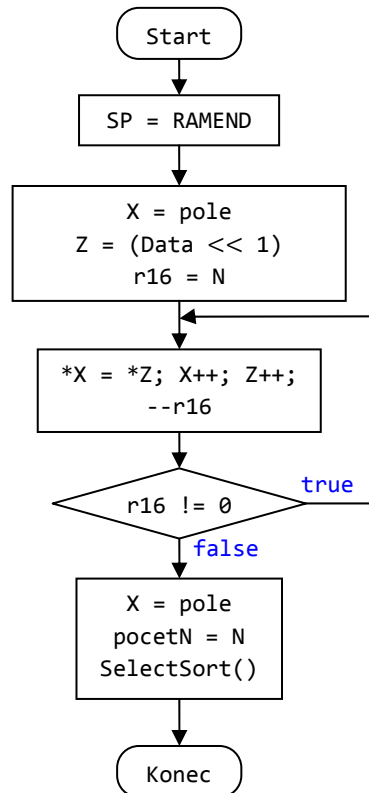 Start
SP = RAMEND
X = pole
Z = (Data << 1)
r16 = N
*X = *Z; X++; Z++;
--r16
r16 != 0
true
false
X = pole
pocetN = N
SelectSort()
Konec